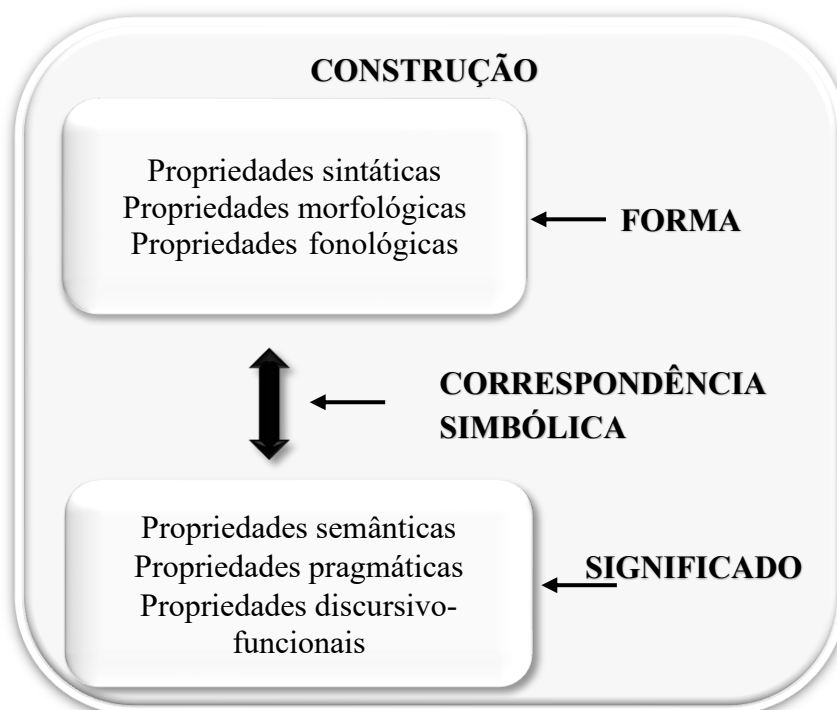 CONSTRUÇÃO
Propriedades sintáticas
Propriedades morfológicas
Propriedades fonológicas
FORMA
CORRESPONDÊNCIA
SIMBÓLICA
Propriedades semânticas
Propriedades pragmáticas
Propriedades discursivo-
funcionais
SIGNIFICADO